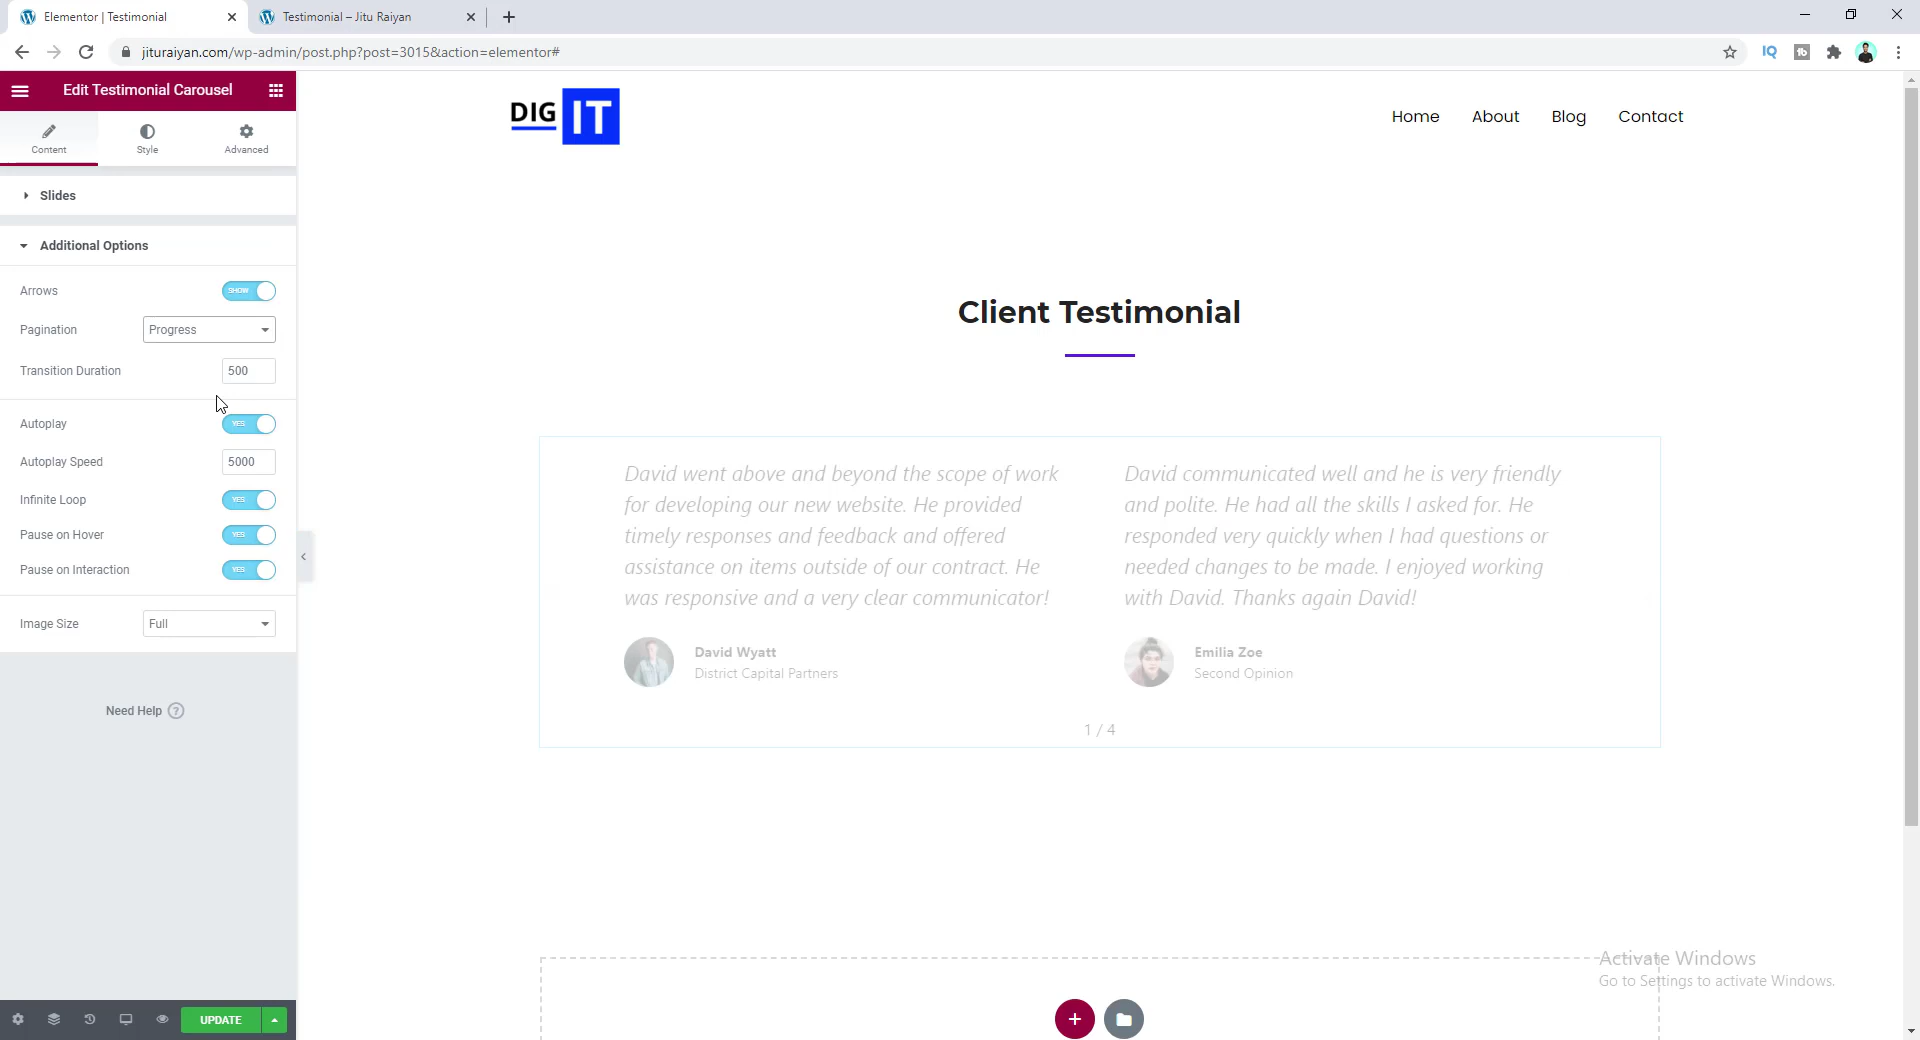 Elementor | Testimonial
Testimonial – Jitu Raiyan
jituraiyan.com/wp-admin/post.php?post=3015&action=elementor#
IQ
Edit Testimonial Carousel
Content
Style
Advanced
Slides
Additional Options
Arrows
SHOW
Pagination
Progress
Transition Duration
500
Autoplay
YES
Autoplay Speed
5000
Infinite Loop
YES
Pause on Hover
YES
Pause on Interaction
YES
Image Size
Full
Need Help ?
UPDATE
DIG IT
Home
About
Blog
Contact
Client Testimonial
David went above and beyond the scope of work
for developing our new website. He provided
timely responses and feedback and offered
assistance on items outside of our contract. He
was responsive and a very clear communicator!
David Wyatt
District Capital Partners
David communicated well and he is very friendly
and polite. He had all the skills I asked for. He
responded very quickly when I had questions or
needed changes to be made. I enjoyed working
with David. Thanks again David!
Emilia Zoe
Second Opinion
1 / 4
Activate Windows
Go to Settings to activate Windows.